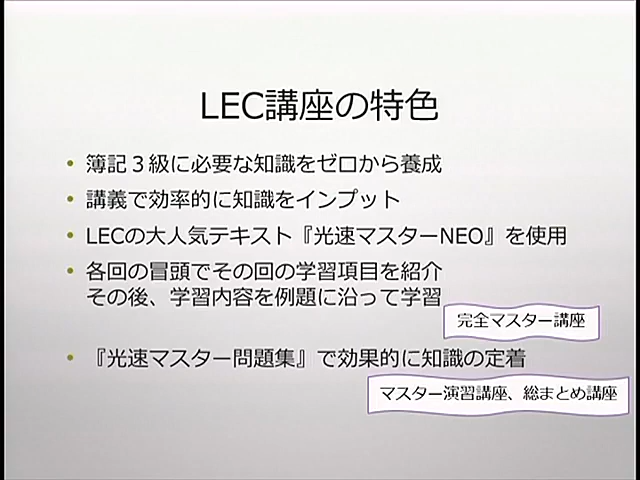 LEC講座の特色
• 簿記３級に必要な知識をゼロから養成
• 講義で効率的に知識をインプット
• LECの大人気テキスト『光速マスターNEO』を使用
• 各回の冒頭でその回の学習項目を紹介
その後、学習内容を例題に沿って学習
完全マスター講座
• 『光速マスター問題集』で効果的に知識の定着
マスター演習講座、総まとめ講座